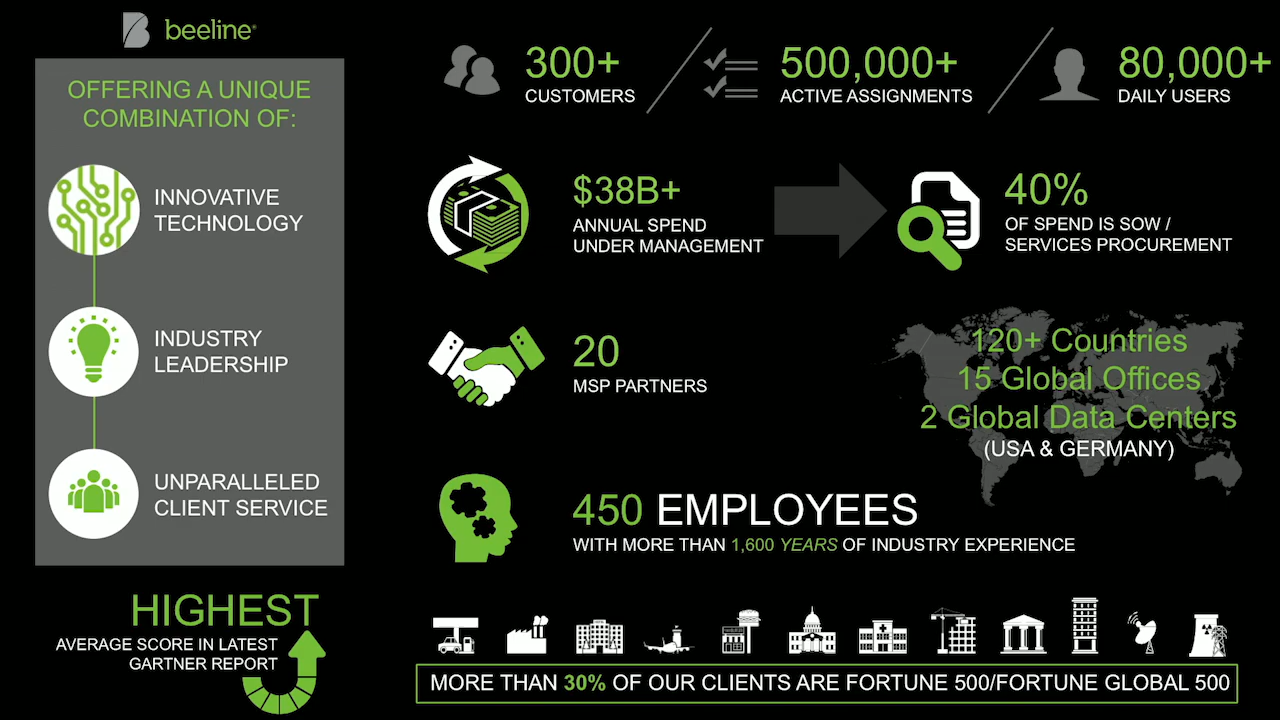 beeline®
OFFERING A UNIQUE
COMBINATION OF:
INNOVATIVE
TECHNOLOGY
INDUSTRY
LEADERSHIP
UNPARALLELED
CLIENT SERVICE
HIGHEST
AVERAGE SCORE IN LATEST
GARTNER REPORT
300+
CUSTOMERS
500,000+
ACTIVE ASSIGNMENTS
80,000+
DAILY USERS
$38B+
ANNUAL SPEND
UNDER MANAGEMENT
40%
OF SPEND IS SOW /
SERVICES PROCUREMENT
20
MSP PARTNERS
120+ Countries
15 Global Offices
2 Global Data Centers
(USA & GERMANY)
450 EMPLOYEES
WITH MORE THAN 1,600 YEARS OF INDUSTRY EXPERIENCE
MORE THAN 30% OF OUR CLIENTS ARE FORTUNE 500/FORTUNE GLOBAL 500